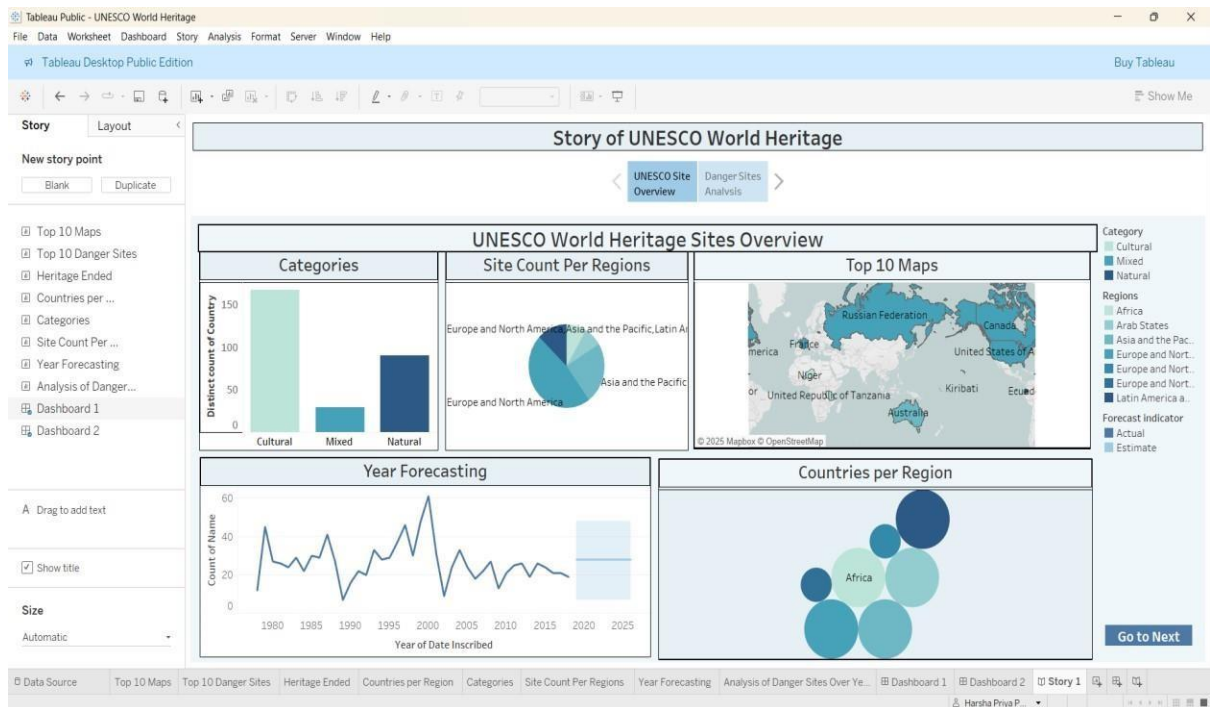 Tableau Public - UNESCO World Heritage
File Data Worksheet Dashboard Story Analysis Format Server Window Help
Tableau Desktop Public Edition
Buy Tableau
Show Me
Story Layout
New story point
Blank Duplicate
Top 10 Maps
Top 10 Danger Sites
Heritage Ended
Countries per ...
Categories
Site Count Per ...
Year Forecasting
Analysis of Danger...
Dashboard 1
Dashboard 2
A Drag to add text
Show title
Size
Automatic
Story of UNESCO World Heritage
UNESCO Site
Overview
Danger Sites
Analysis
UNESCO World Heritage Sites Overview
Categories
Distinct count of Country
150
100
50
0
Cultural Mixed Natural
Site Count Per Regions
Europe and North America Asia and the Pacific,Latin Ar
Asia and the Pacific
Europe and North America
Top 10 Maps
Russian Federation
Canada
merica
France
United States of A
Niger
or
United Republic of Tanzania
Kiribati
Ecuad
Australia
© 2025 Mapbox © OpenStreetMap
Year Forecasting
Count of Name
60
40
20
0
1980 1985 1990 1995 2000 2005 2010 2015 2020 2025
Year of Date Inscribed
Countries per Region
Africa
Category
Cultural
Mixed
Natural
Regions
Africa
Arab States
Asia and the Pac..
Europe and Nort..
Europe and Nort..
Europe and Nort..
Latin America a..
Forecast indicator
Actual
Estimate
Go to Next
Data Source Top 10 Maps Top 10 Danger Sites Heritage Ended Countries per Region Categories Site Count Per Regions Year Forecasting Analysis of Danger Sites Over Ye... Dashboard 1 Dashboard 2 Story 1
Harsha Priya P...